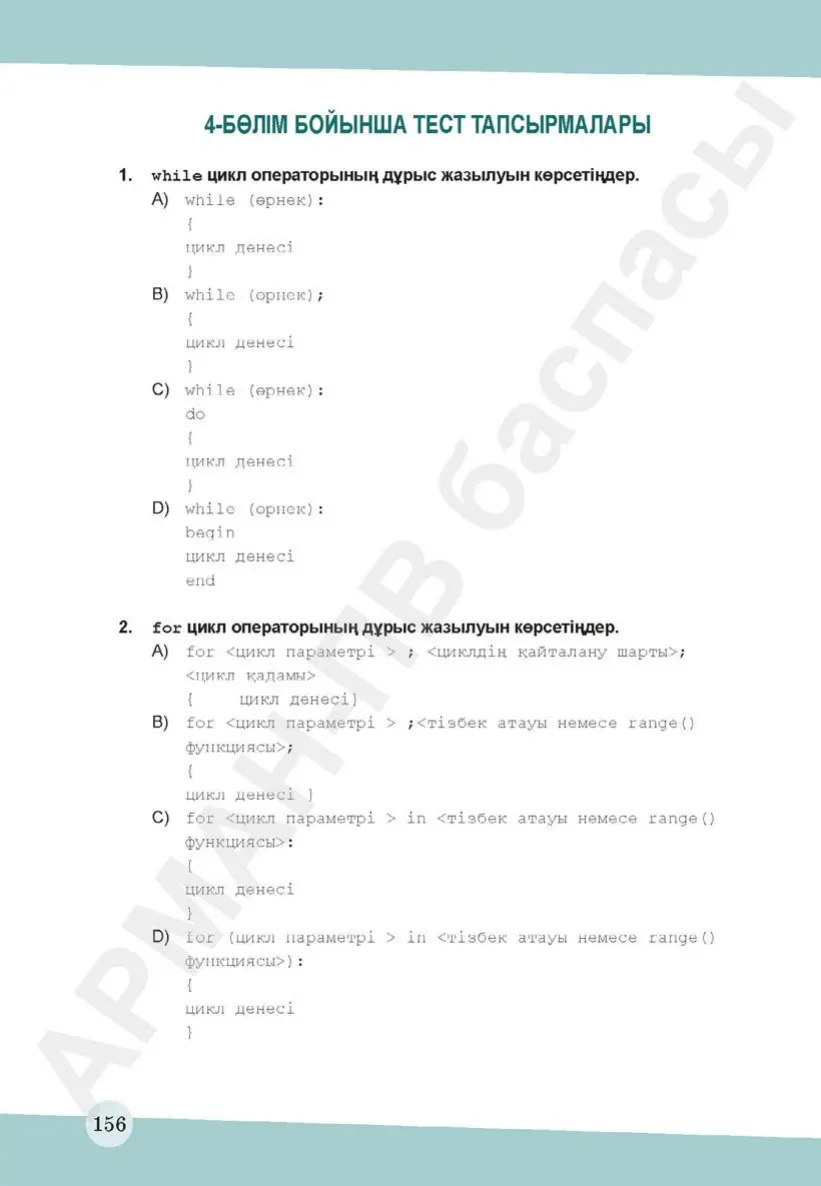 4-БӨЛІМ БОЙЫНША ТЕСТ ТАПСЫРМАЛАРЫ
1. while цикл операторының дұрыс жазылуын көрсетіңдер.
A) while (өрнек):
{
цикл денесі
}
B) while (өрнек);
{
цикл денесі
}
C) while (өрнек):
do
{
цикл денесі
}
D) while (өрнек):
begin
цикл денесі
end
2. for цикл операторының дұрыс жазылуын көрсетіңдер.
A) for <цикл параметрі > ; <циклдің қайталану шарты>;
<цикл қадамы>
{ цикл денесі}
B) for <цикл параметрі > ;<тізбек атауы немесе range()
функциясы>;
{
цикл денесі }
C) for <цикл параметрі > in <тізбек атауы немесе range()
функциясы>:
{
цикл денесі
}
D) for (цикл параметрі > in <тізбек атауы немесе range()
функциясы>):
{
цикл денесі
}
156
АРМАН-ПВ баспасы